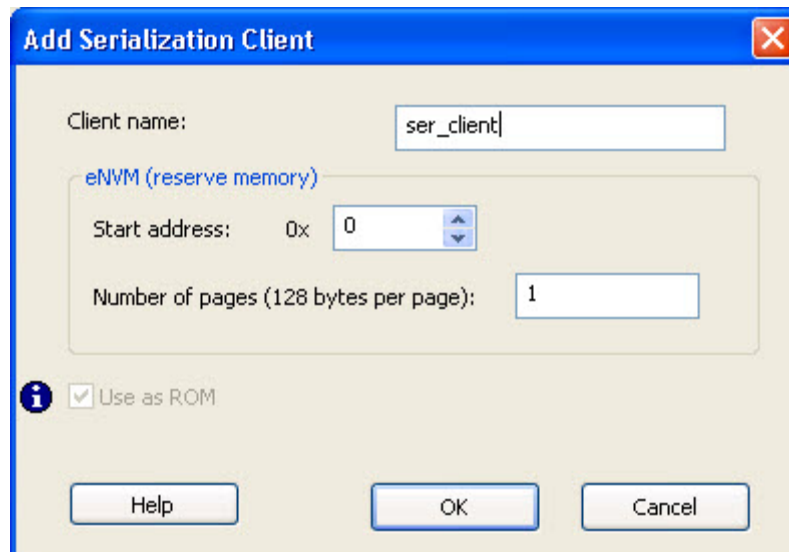 Add Serialization Client
Client name: ser_client
eNVM (reserve memory)
Start address: 0x 0
Number of pages (128 bytes per page): 1
Use as ROM
Help OK Cancel